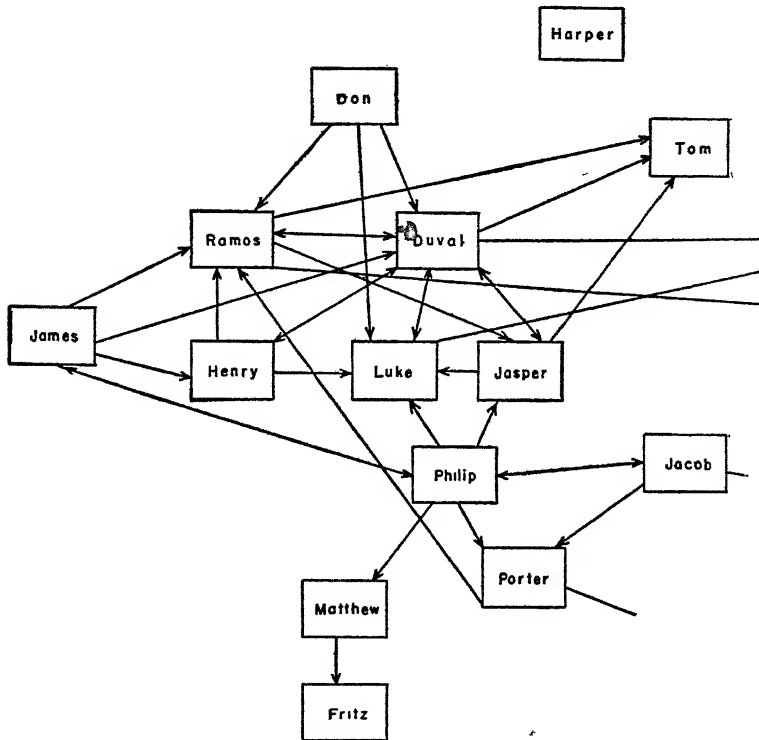 Harper
Don
Tom
Ramos
Duval
James
Henry
Luke
Jasper
Philip
Jacob
Porter
Matthew
Fritz